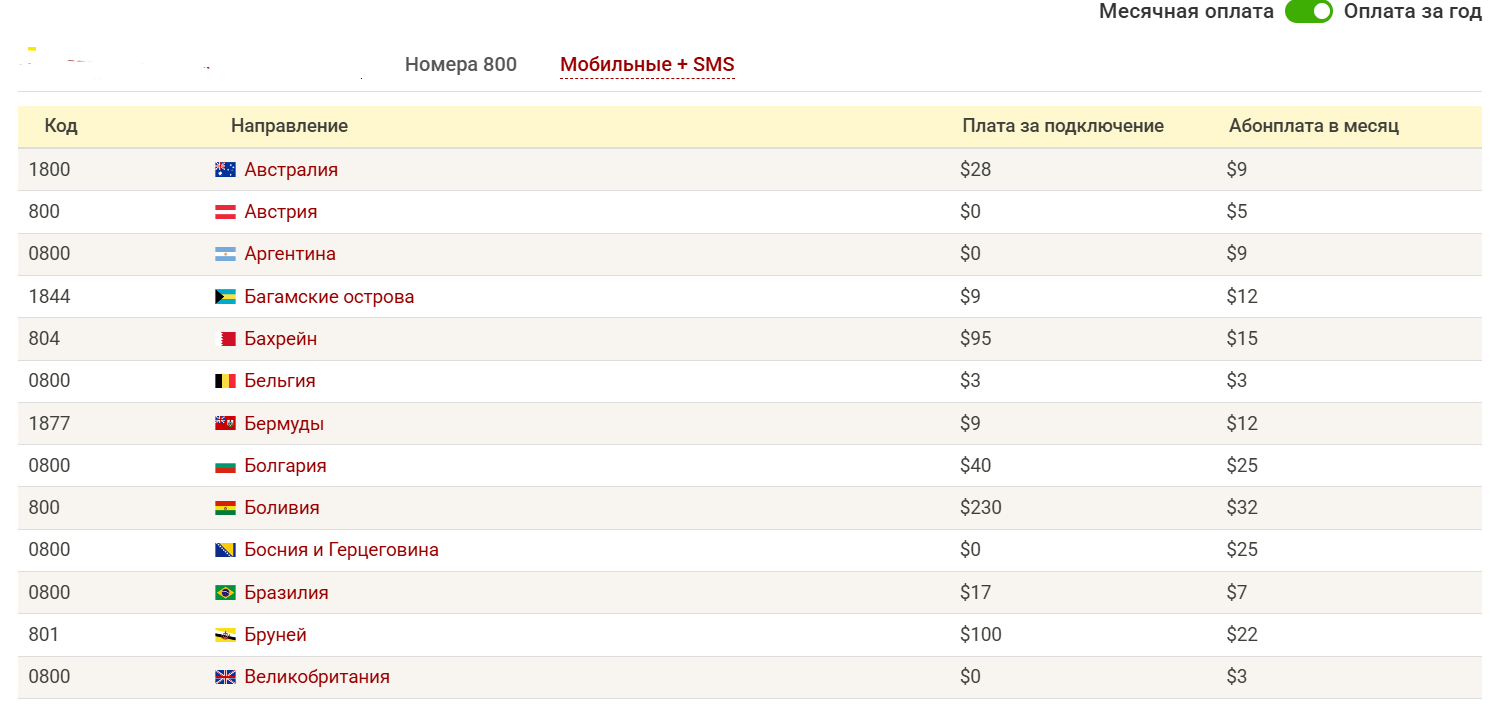 Месячная оплата Оплата за год
Номера 800 Мобильные + SMS
Код Направление Плата за подключение Абонплата в месяц
1800 Австралия $28 $9
800 Австрия $0 $5
0800 Аргентина $0 $9
1844 Багамские острова $9 $12
804 Бахрейн $95 $15
0800 Бельгия $3 $3
1877 Бермуды $9 $12
0800 Болгария $40 $25
800 Боливия $230 $32
0800 Босния и Герцеговина $0 $25
0800 Бразилия $17 $7
801 Бруней $100 $22
0800 Великобритания $0 $3